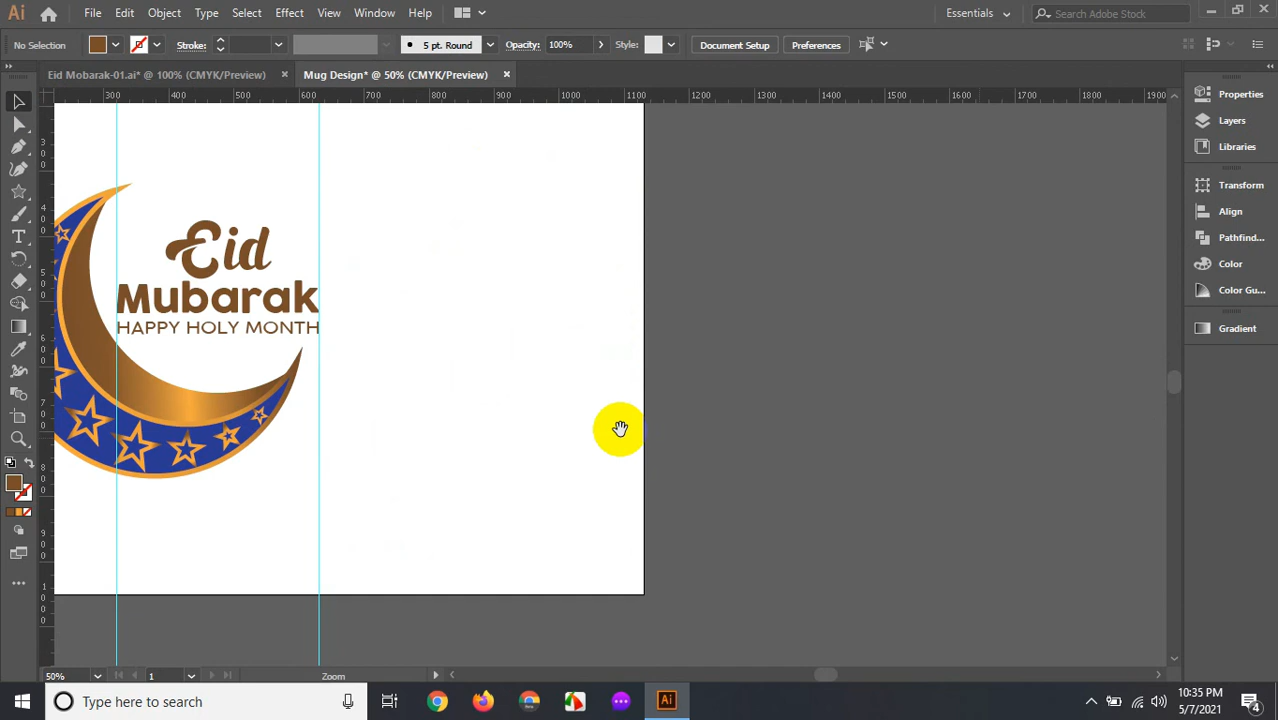 Ai File Edit Object Type Select Effect View Window Help Essentials Search Adobe Stock
No Selection Stroke: 5 pt. Round Opacity: 100% Style: Document Setup Preferences
Eid Mobarak-01.ai* @ 100% (CMYK/Preview) × Mug Design* @ 50% (CMYK/Preview) ×
300 400 500 600 700 800 900 1000 1100 1200 1300 1400 1500 1600 1700 1800 1900
Properties
Layers
Libraries
Transform
Align
Pathfind...
Color
Color Gu...
Gradient
Eid
Mubarak
HAPPY HOLY MONTH
50% 1 Zoom
Type here to search
10:35 PM
5/7/2021
4